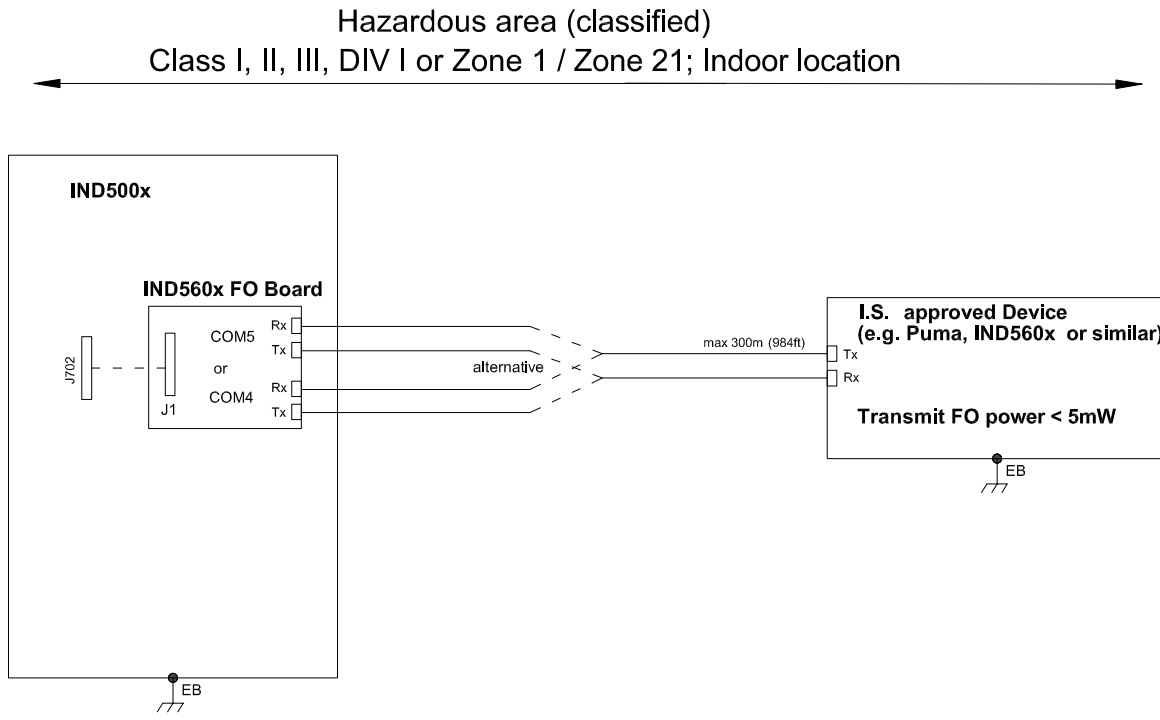 Hazardous area (classified)
Class I, II, III, DIV I or Zone 1 / Zone 21; Indoor location
IND500x
IND560x FO Board
J702
J1
COM5
or
COM4
Rx
Tx
Rx
Tx
alternative
max 300m (984ft)
I.S. approved Device
(e.g. Puma, IND560x or similar)
Tx
Rx
Transmit FO power < 5mW
EB
EB